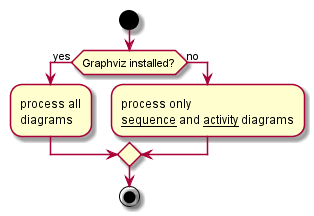 yes
Graphviz installed?
no
process all
diagrams
process only
sequence and activity diagrams